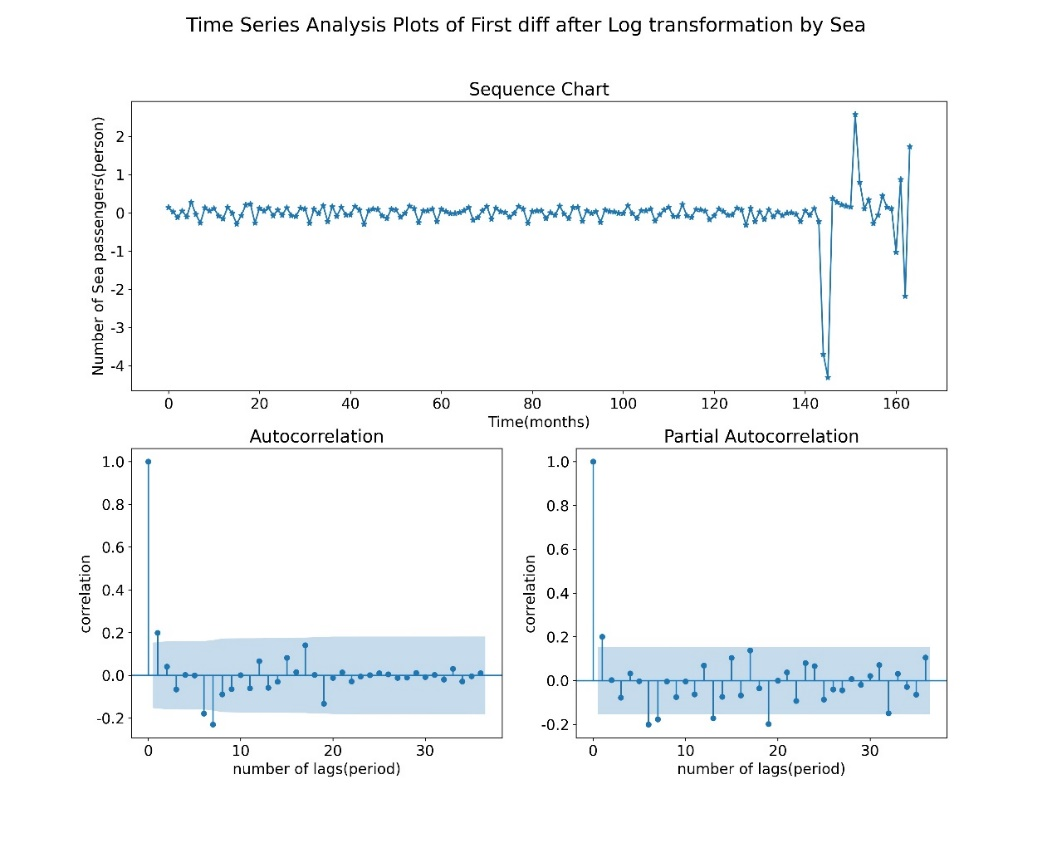 Time Series Analysis Plots of First diff after Log transformation by Sea
Sequence Chart
Number of Sea passengers(person)
2
1
0
-1
-2
-3
-4
0 20 40 60 80 100 120 140 160
Time(months)
Autocorrelation
correlation
1.0
0.8
0.6
0.4
0.2
0.0
-0.2
0 10 20 30
number of lags(period)
Partial Autocorrelation
correlation
1.0
0.8
0.6
0.4
0.2
0.0
-0.2
0 10 20 30
number of lags(period)